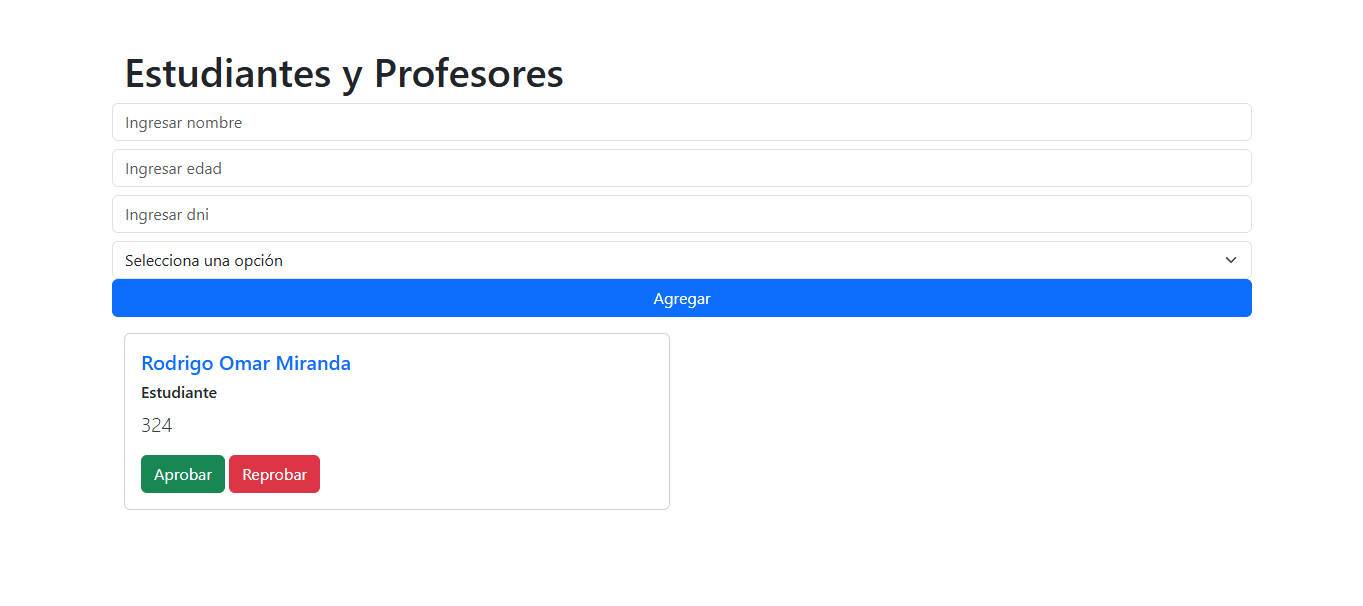 Estudiantes y Profesores
Ingresar nombre
Ingresar edad
Ingresar dni
Selecciona una opción
Agregar
Rodrigo Omar Miranda
Estudiante
324
Aprobar Reprobar